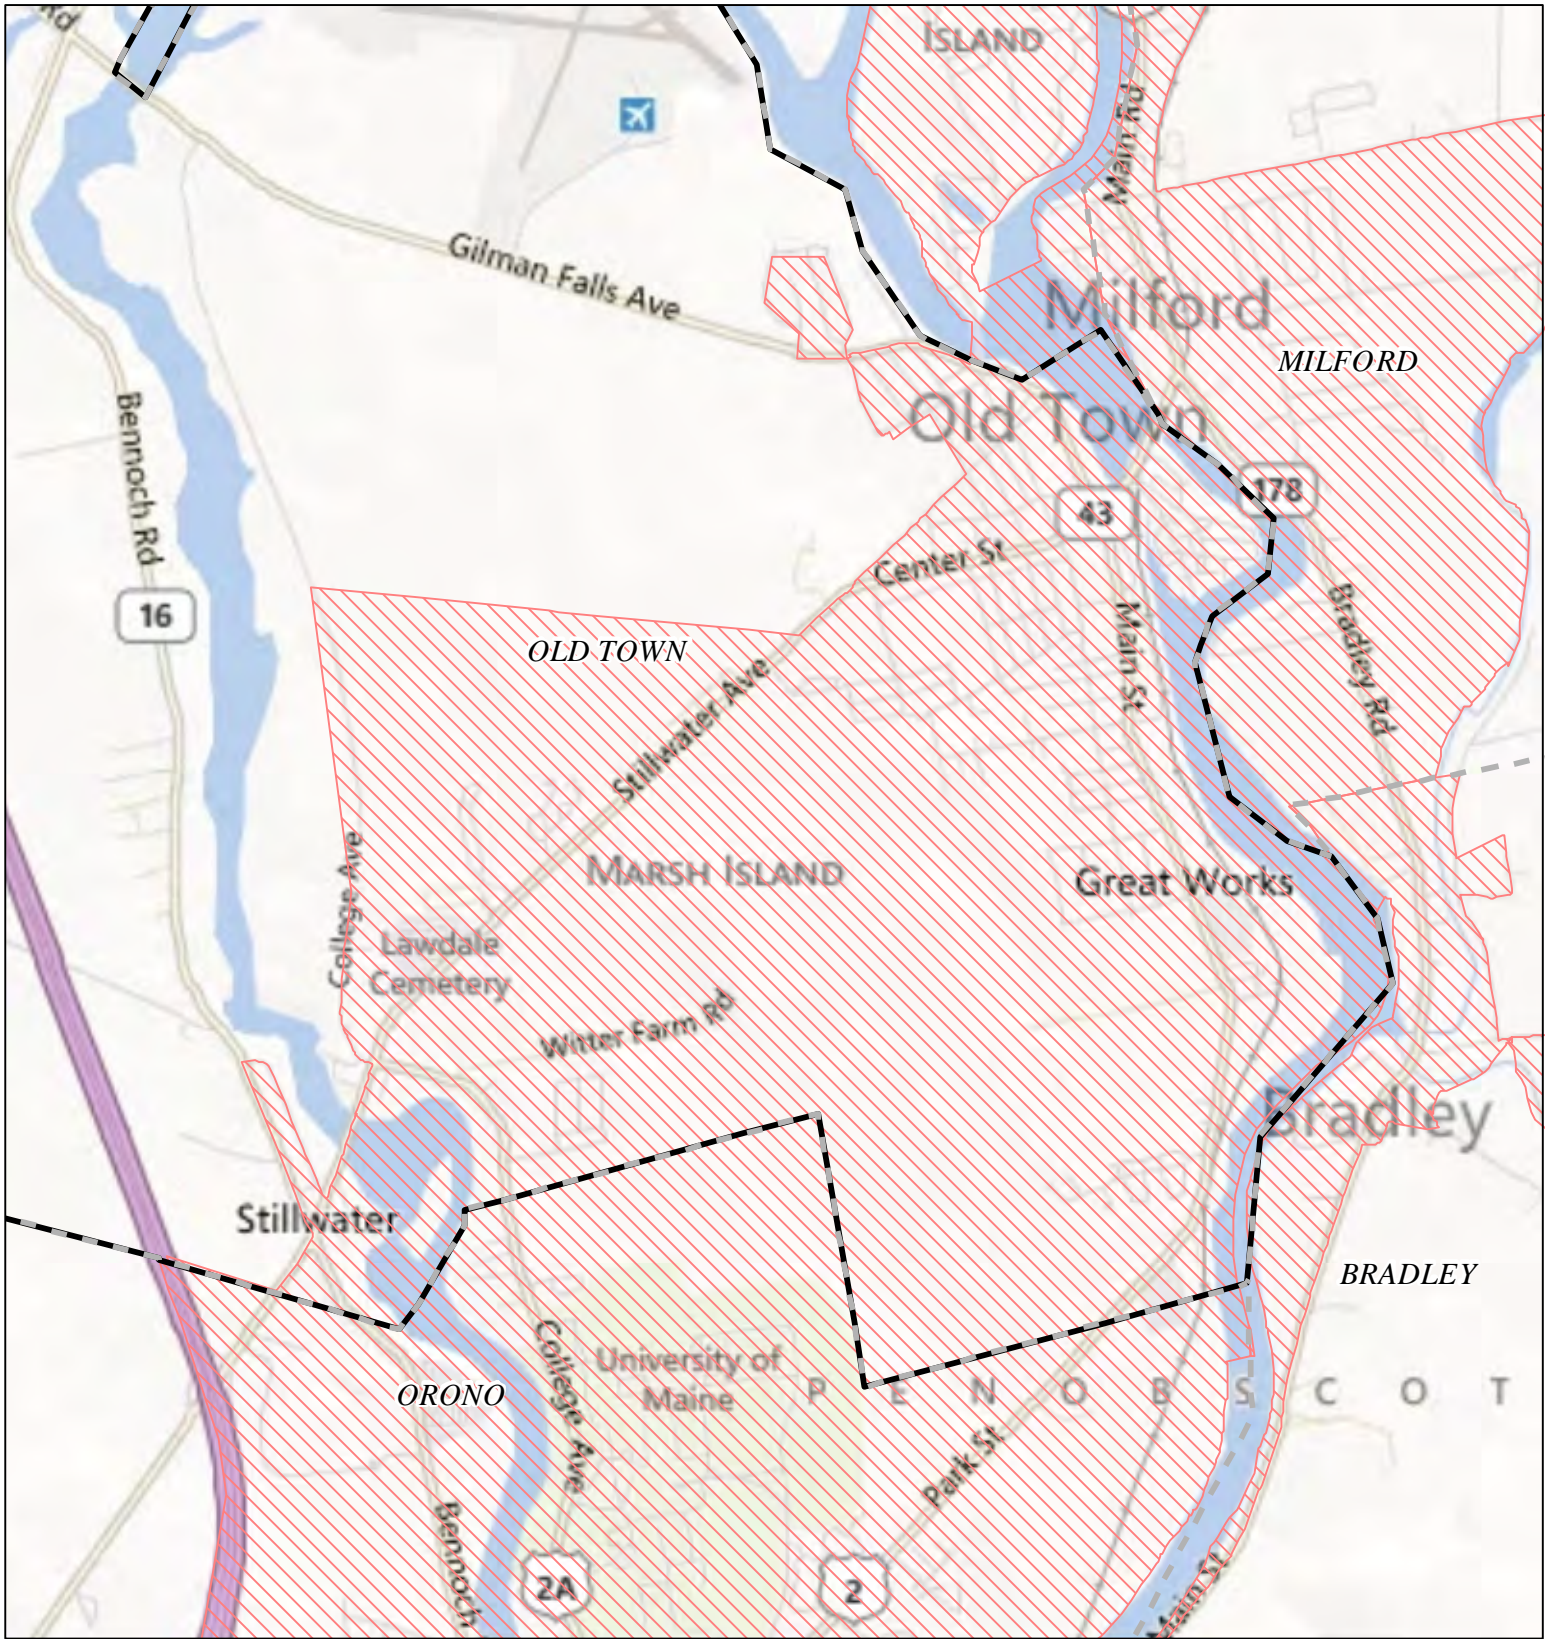 Rd
ISLAND
Main Rd
Gilman Falls Ave
Milford
MILFORD
Old Town
Bennoch Rd
178
43
Center St
16
Main St
Bradley Rd
OLD TOWN
Stillwater Ave
MARSH ISLAND
Great Works
College Ave
Lawdale
Cemetery
Witter Farm Rd
Bradley
Stillwater
BRADLEY
College Ave
University of
Maine
PENOBSCOT
ORONO
Park St
Bennoch
2A
2
Main St